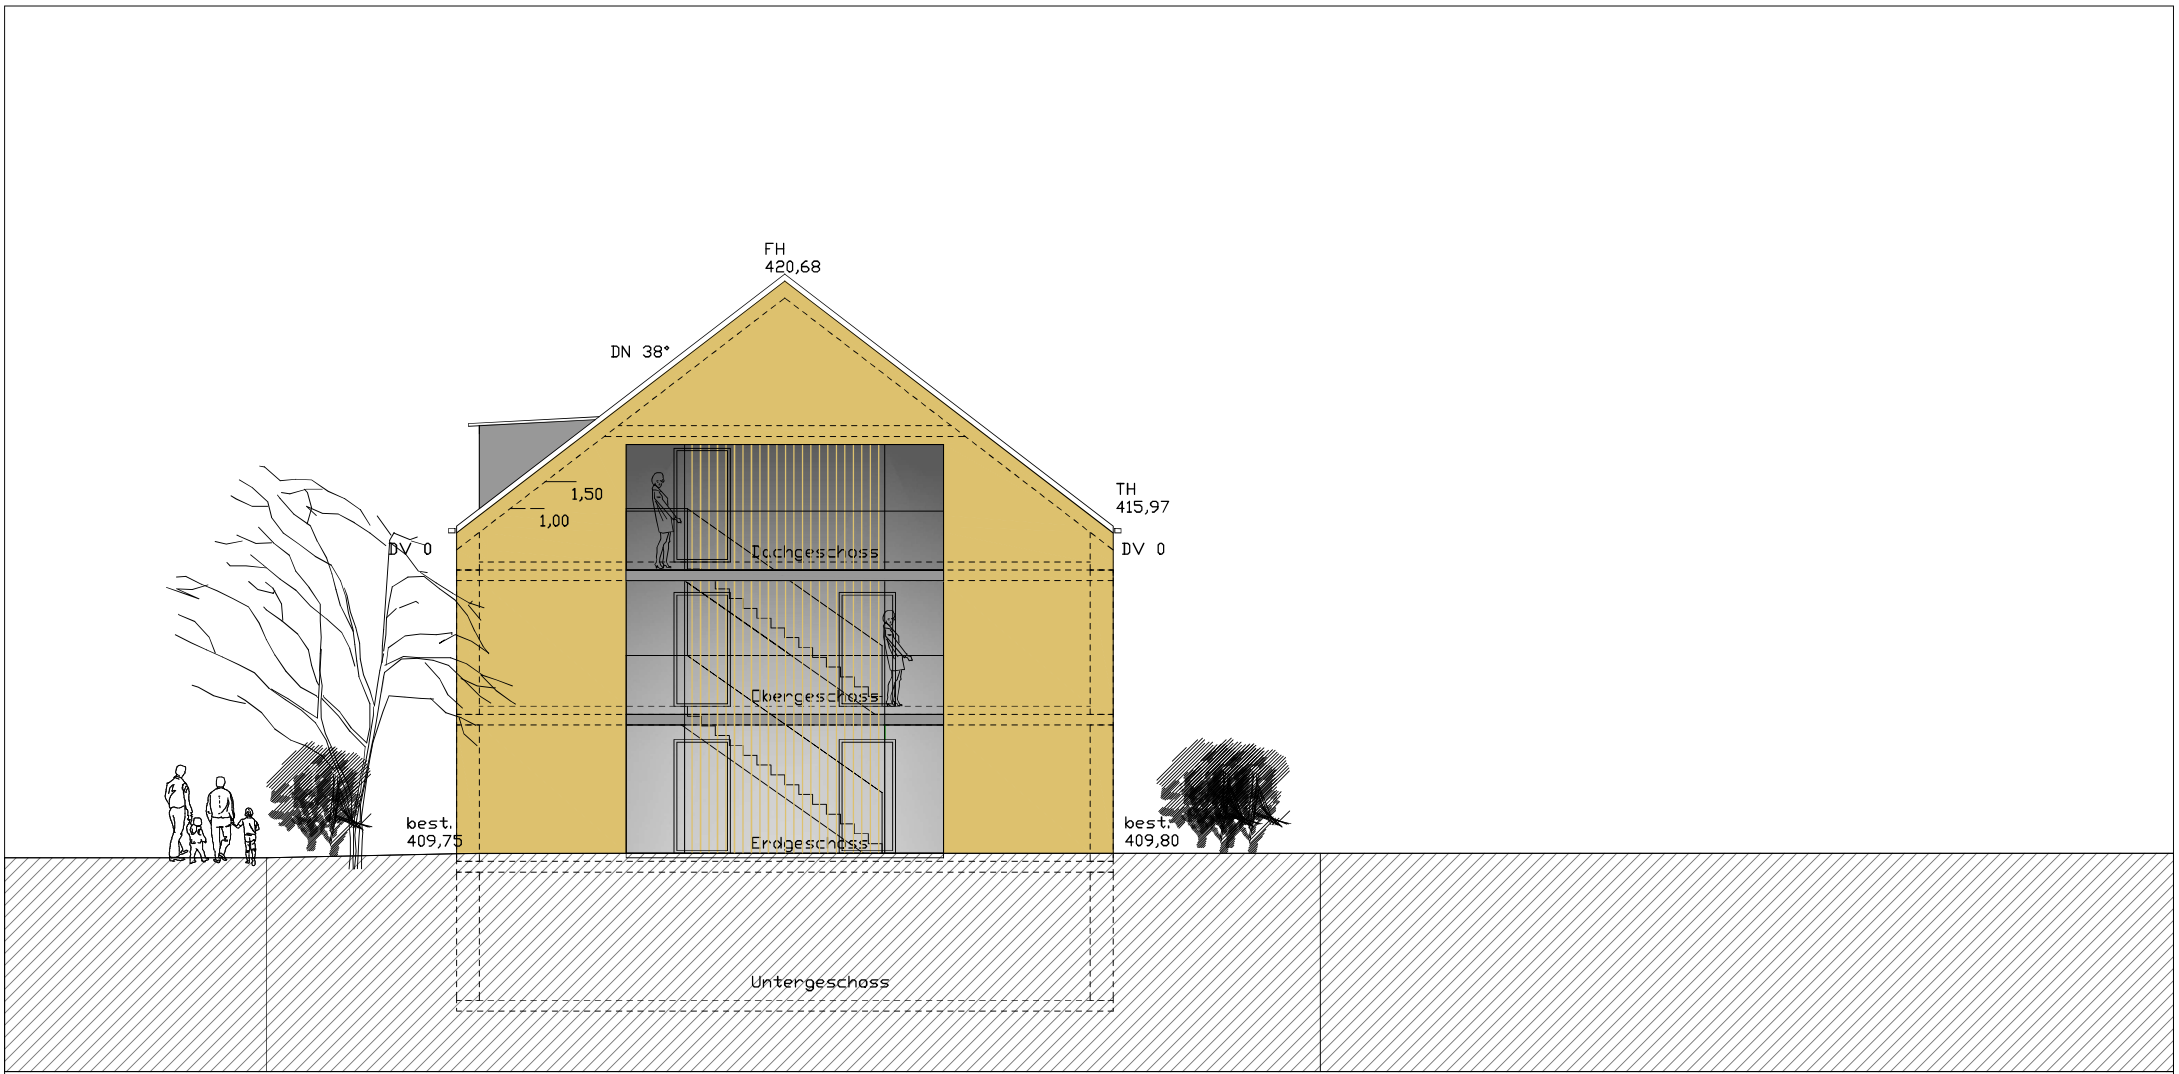 FH
420,68
DN 38°
1,50
1,00
TH
415,97
DV 0
DV 0
Dachgeschoss
Obergeschoss
best.
409,75
best.
409,80
Erdgeschoss
Untergeschoss